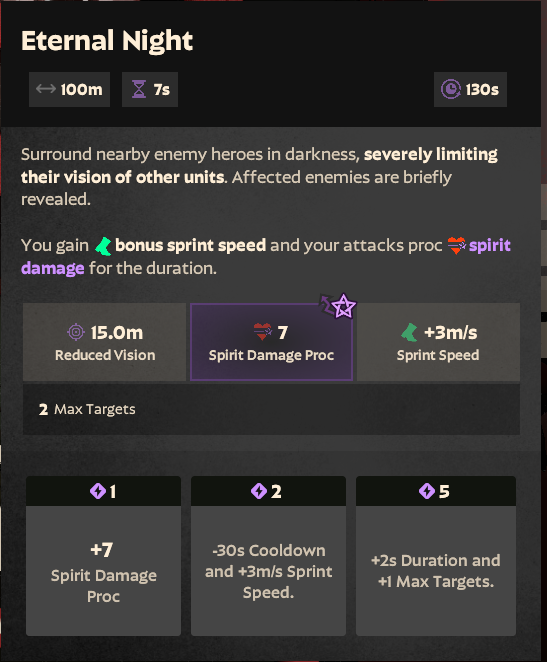 Eternal Night
100m 7s 130s
Surround nearby enemy heroes in darkness, severely limiting
their vision of other units. Affected enemies are briefly
revealed.
You gain bonus sprint speed and your attacks proc spirit
damage for the duration.
15.0m
Reduced Vision
7
Spirit Damage Proc
+3m/s
Sprint Speed
2 Max Targets
1
+7
Spirit Damage
Proc
2
-30s Cooldown
and +3m/s Sprint
Speed.
5
+2s Duration and
+1 Max Targets.